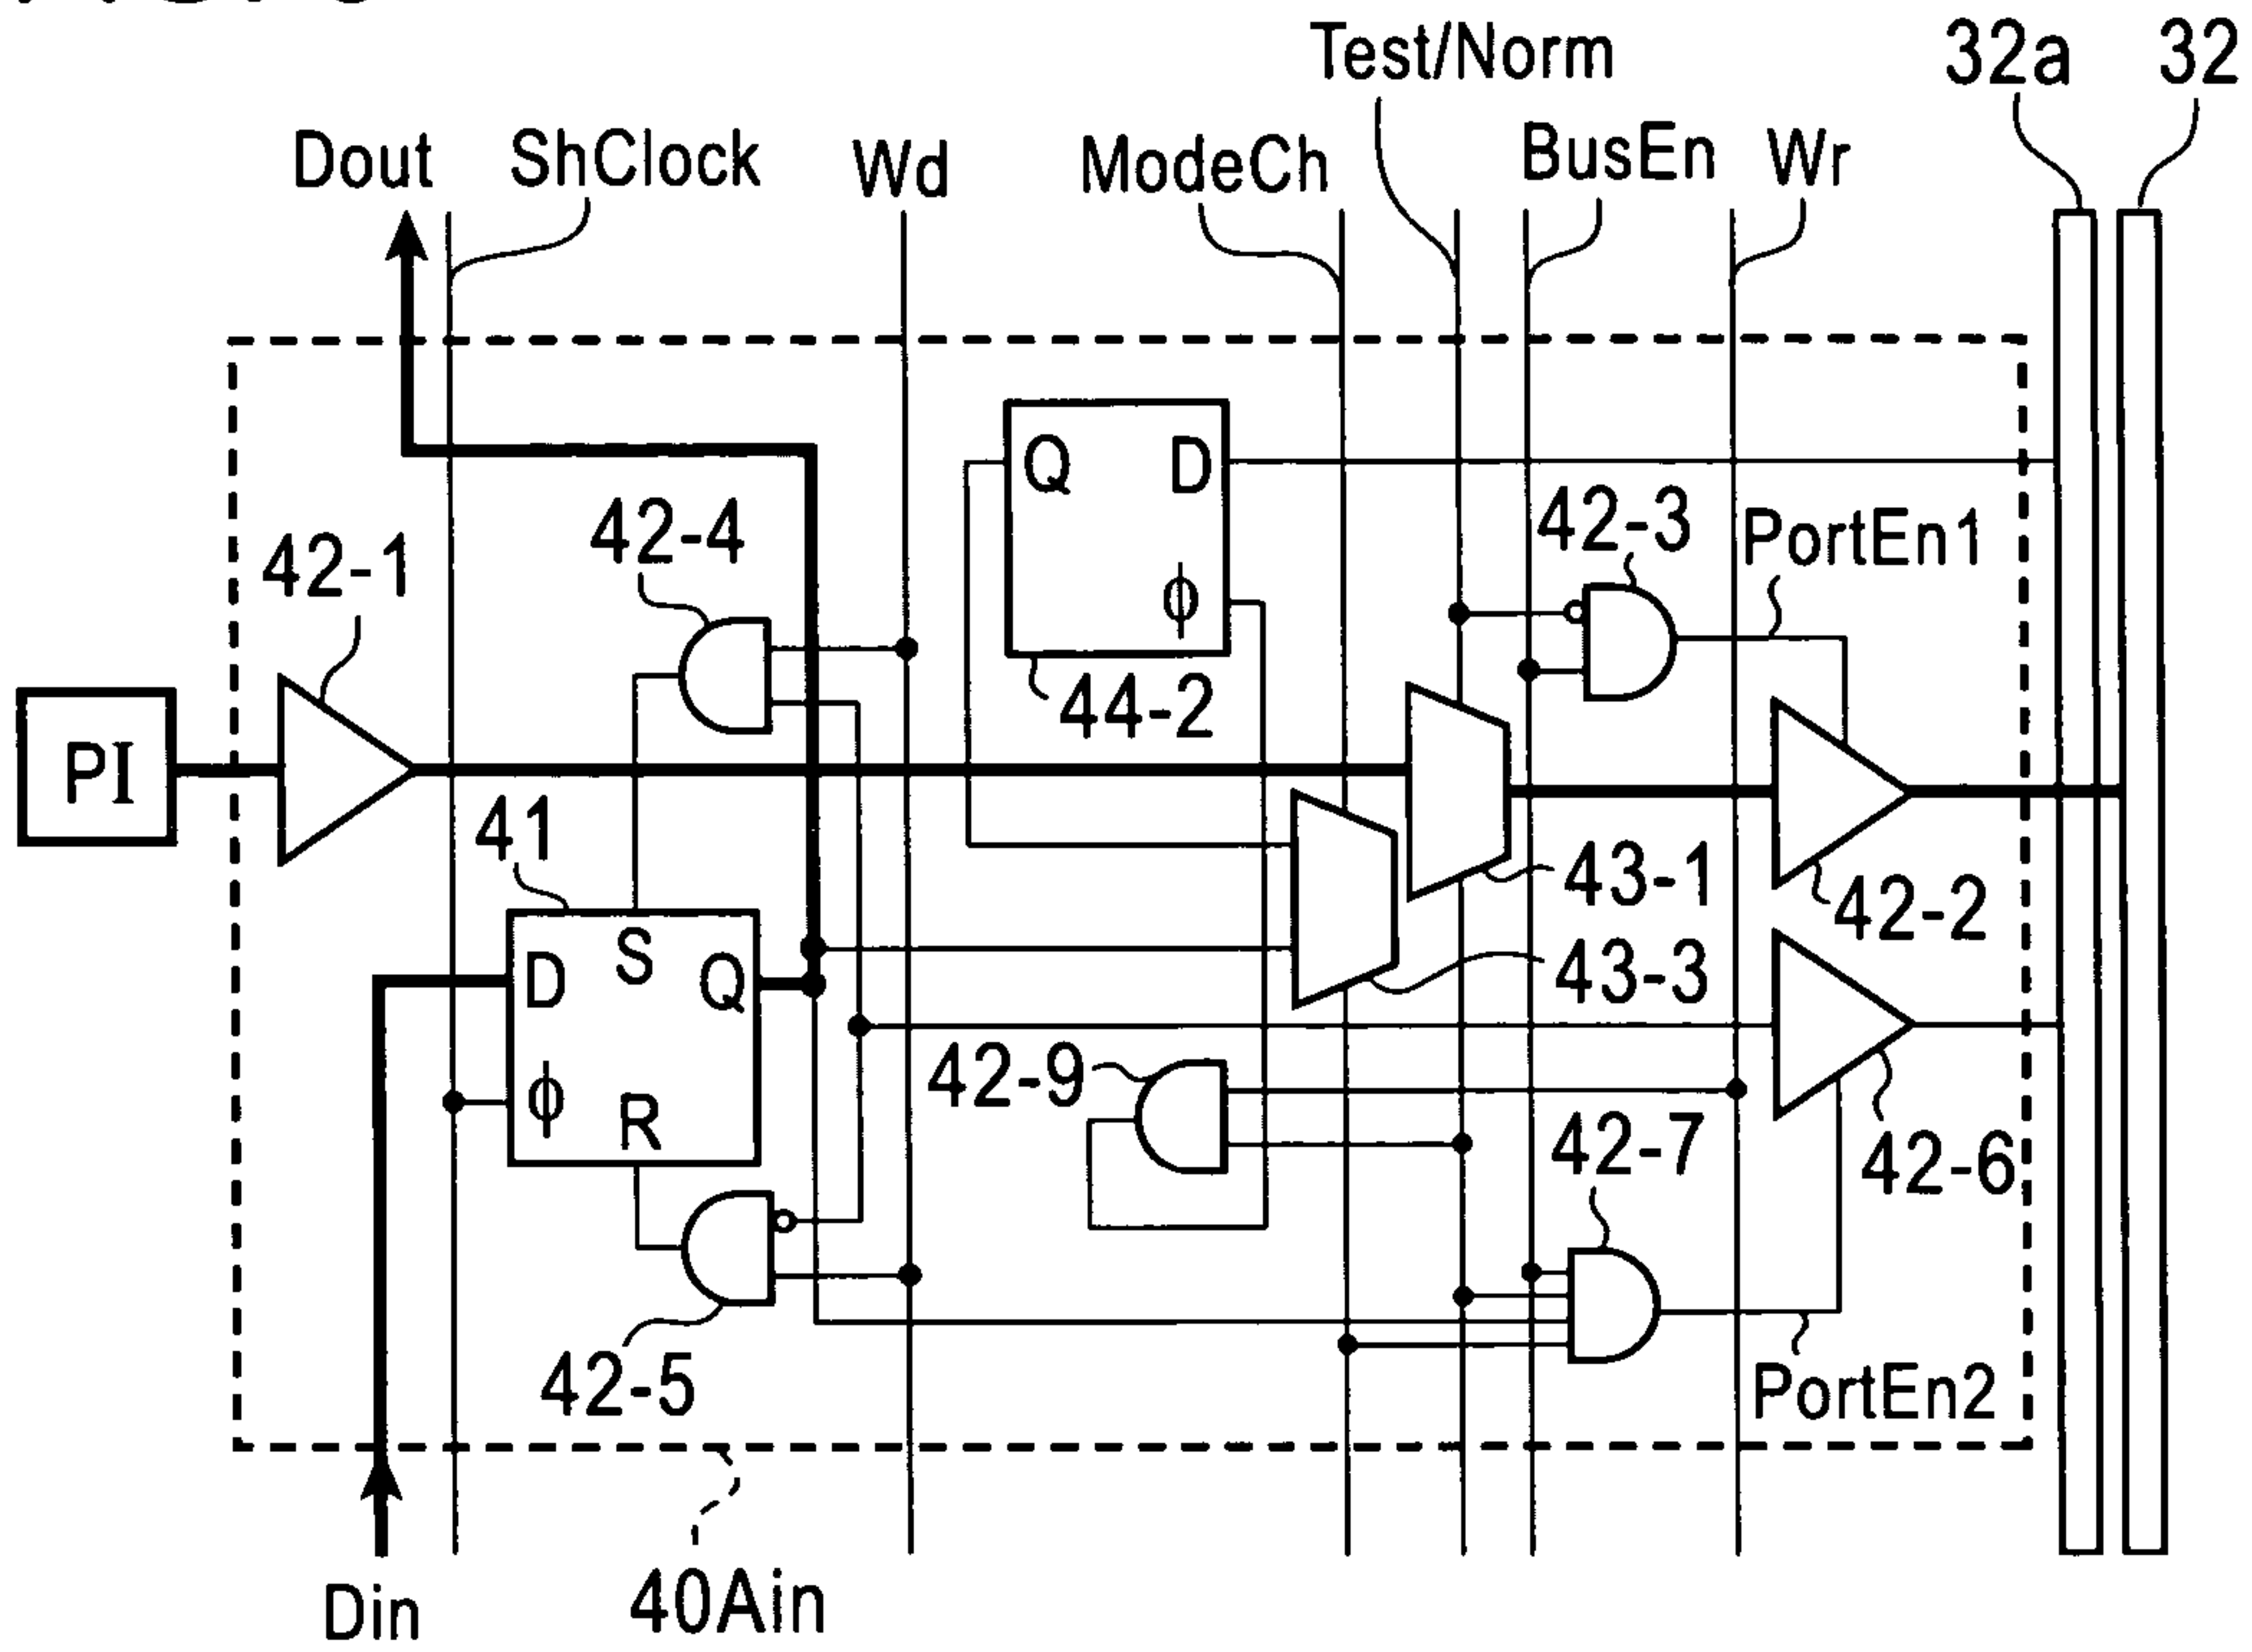 Test/Norm
32a
32
Dout
ShClock
Wd
ModeCh
BusEn
Wr
Q
D
ϕ
42-1
42-4
42-3
PortEn1
44-2
PI
41
43-1
42-2
S
D
Q
ϕ
R
43-3
42-9
42-7
42-6
42-5
PortEn2
Din
40Ain